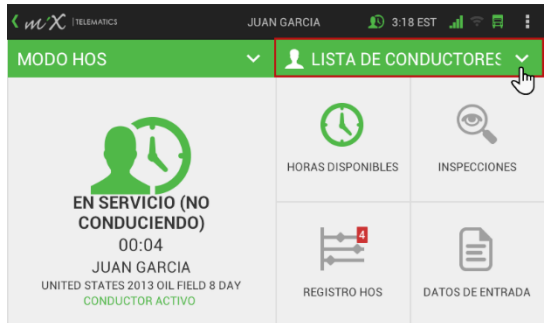 miX | TELEMATICS
JUAN GARCIA
3:18 EST
MODO HOS
LISTA DE CONDUCTORES
EN SERVICIO (NO
CONDUCIENDO)
00:04
JUAN GARCIA
UNITED STATES 2013 OIL FIELD 8 DAY
CONDUCTOR ACTIVO
HORAS DISPONIBLES
INSPECCIONES
4
REGISTRO HOS
DATOS DE ENTRADA